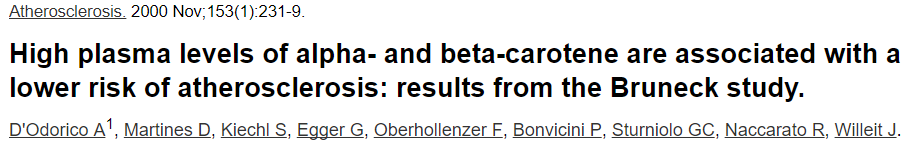 Atherosclerosis. 2000 Nov;153(1):231-9.
High plasma levels of alpha- and beta-carotene are associated with a
lower risk of atherosclerosis: results from the Bruneck study.
D'Odorico A1, Martines D, Kiechl S, Egger G, Oberhollenzer F, Bonvicini P, Sturniolo GC, Naccarato R, Willeit J.